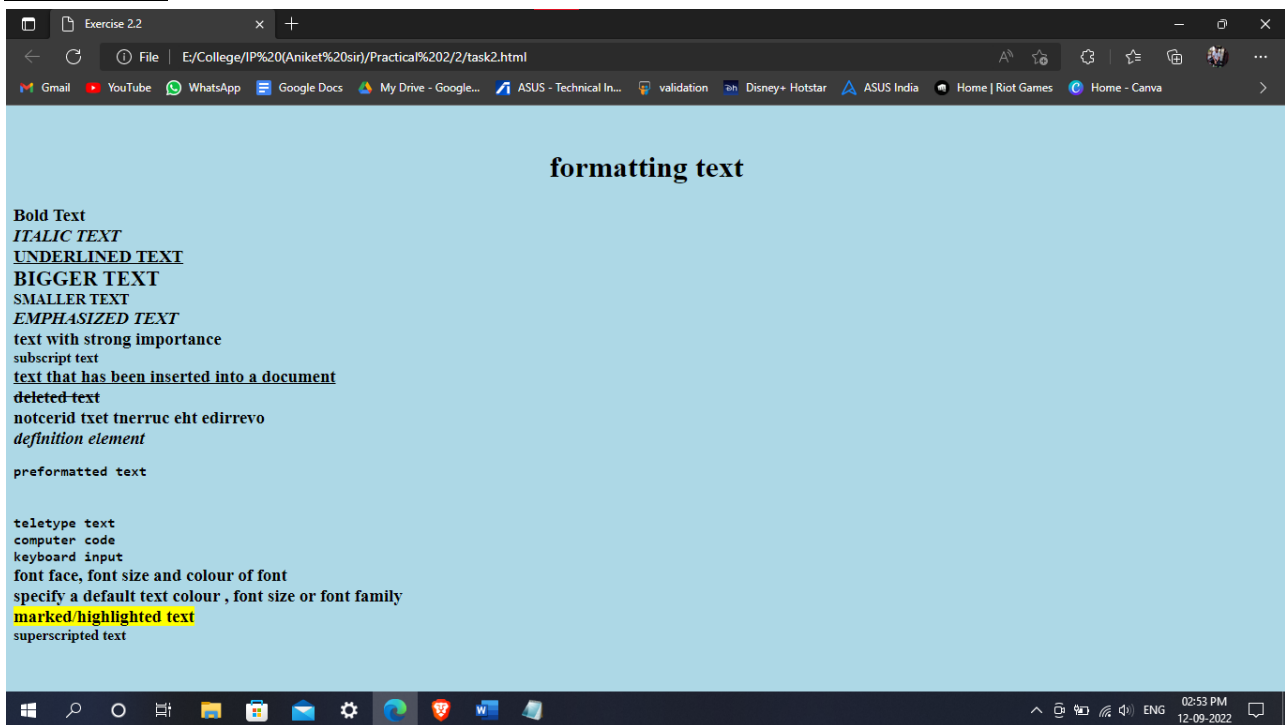 Exercise 2.2
File | E:/College/IP%20(Aniket%20sir)/Practical%202/2/task2.html
Gmail YouTube WhatsApp Google Docs My Drive - Google... ASUS - Technical In... validation Disney+ Hotstar ASUS India Home | Riot Games Home - Canva
formatting text
Bold Text
ITALIC TEXT
UNDERLINED TEXT
BIGGER TEXT
SMALLER TEXT
EMPHASIZED TEXT
text with strong importance
subscript text
text that has been inserted into a document
deleted text
notcerid txet tnerruc eht edirrevo
definition element
preformatted text
teletype text
computer code
keyboard input
font face, font size and colour of font
specify a default text colour , font size or font family
marked/highlighted text
superscripted text
ENG
02:53 PM
12-09-2022